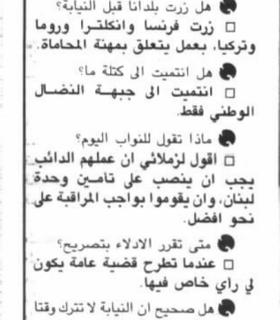 هل زرت بلدانا قبل النيابة؟
□ زرت فرنسا وانكلترا وروما
وتركيا، بعمل يتعلق بمهنة المحاماة.
هل انتميت الى كتلة ما؟
□ انتميت الى جبهة النضال
الوطني فقط.
ماذا تقول للنواب اليوم؟
□ اقول لزملائي ان عملهم الدائب
يجب ان ينصب على تامين وحدة
لبنان، وان يقوموا بواجب المراقبة على
نحو افضل.
متى تقرر الادلاء بتصريح؟
□ عندما تطرح قضية عامة يكون
لي راي خاص فيها.
هل صحيح ان النيابة لا تترك وقتا